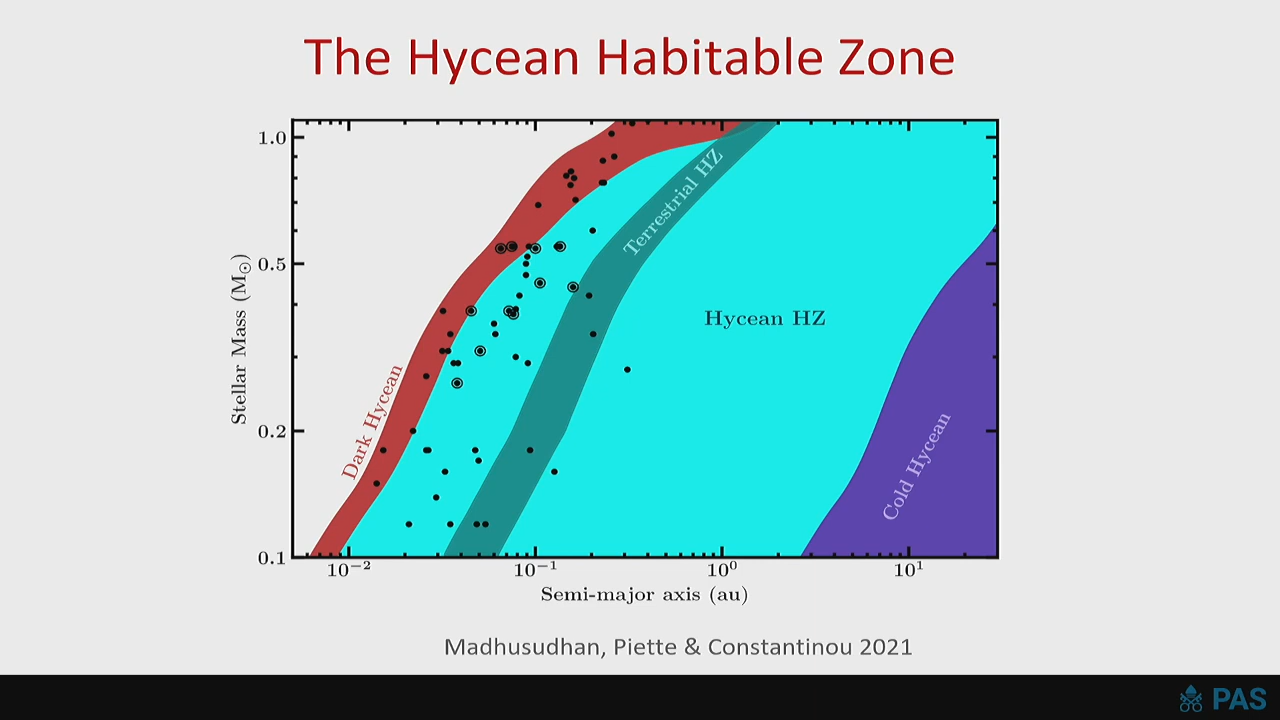 The Hycean Habitable Zone
1.0
0.5
0.2
0.1
Stellar Mass (M☉)
Dark Hycean
Terrestrial HZ
Hycean HZ
Cold Hycean
10⁻² 10⁻¹ 10⁰ 10¹
Semi-major axis (au)
Madhusudhan, Piette & Constantinou 2021
PAS